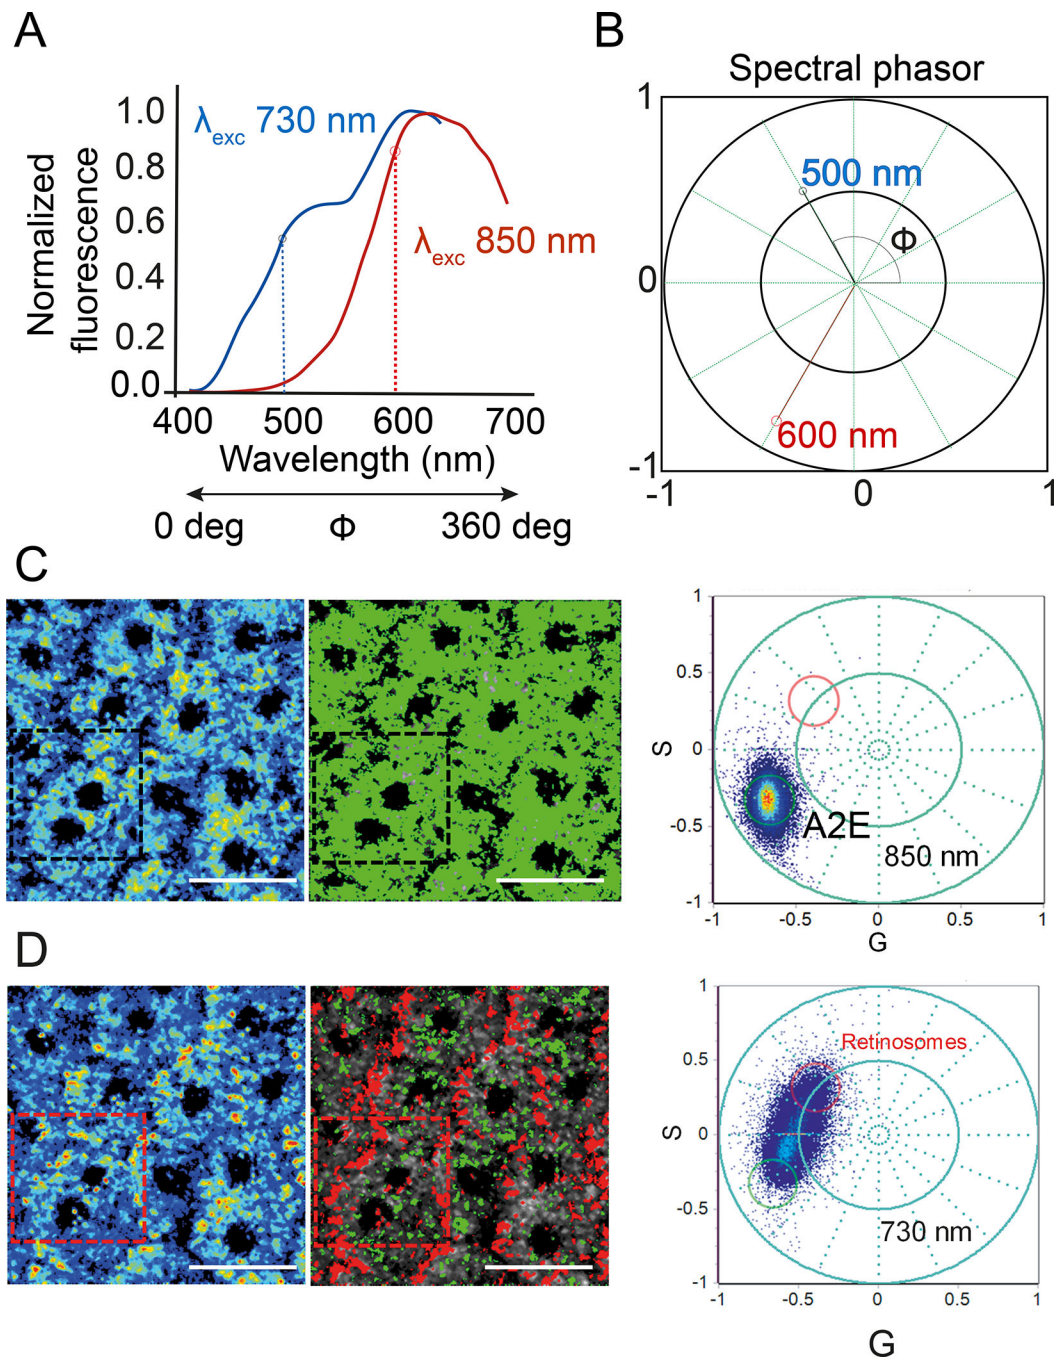 A
B
Spectral phasor
Normalized
fluorescence
1.0
0.8
0.6
0.4
0.2
0.0
λexc 730 nm
λexc 850 nm
400 500 600 700
Wavelength (nm)
0 deg Φ 360 deg
1
0
-1
500 nm
Φ
600 nm
-1 0 1
C
1
0.5
0
-0.5
-1
S
A2E
850 nm
-1 -0.5 0 0.5 1
G
D
1
0.5
0
-0.5
-1
S
Retinosomes
730 nm
-1 -0.5 0 0.5 1
G